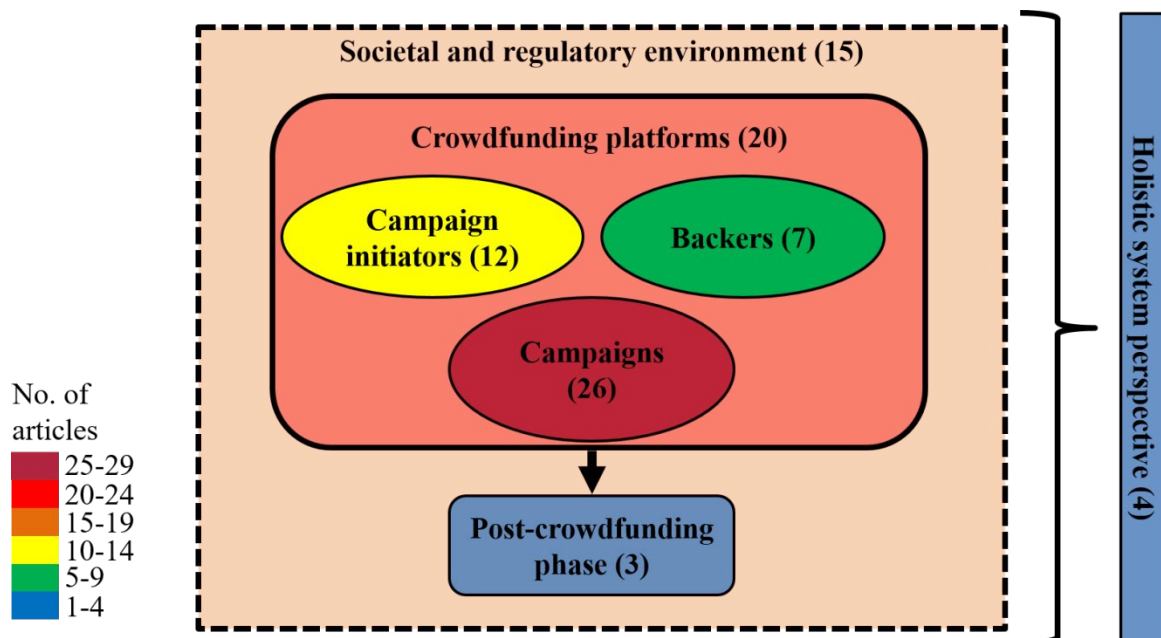 Societal and regulatory environment (15)
Crowdfunding platforms (20)
Campaign
initiators (12)
Backers (7)
Campaigns
(26)
Post-crowdfunding
phase (3)
Holistic system perspective (4)
No. of
articles
25-29
20-24
15-19
10-14
5-9
1-4